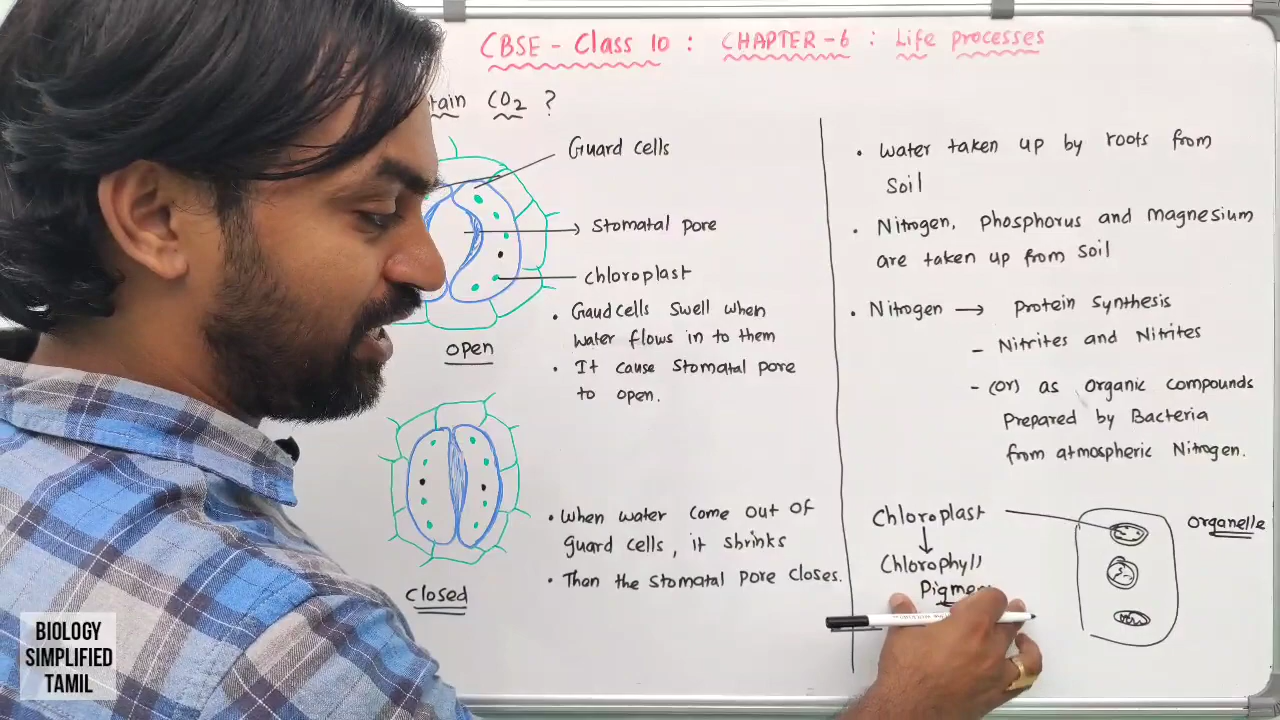 CBSE - Class 10 : CHAPTER - 6 : Life processes
tain CO2 ?
Guard cells
Stomatal pore
chloroplast
• Gaud cells swell when
water flows in to them
• It cause stomatal pore
to open.
open
• When water come out of
guard cells, it shrinks
• Then the stomatal pore closes.
closed
• Water taken up by roots from
soil
• Nitrogen, phosphorus and magnesium
are taken up from soil
• Nitrogen → Protein synthesis
- Nitrites and Nitrites
- (or) as organic compounds
Prepared by Bacteria
from atmospheric Nitrogen.
Chloroplast
Chlorophyll
Pigmen
organelle
BIOLOGY
SIMPLIFIED
TAMIL